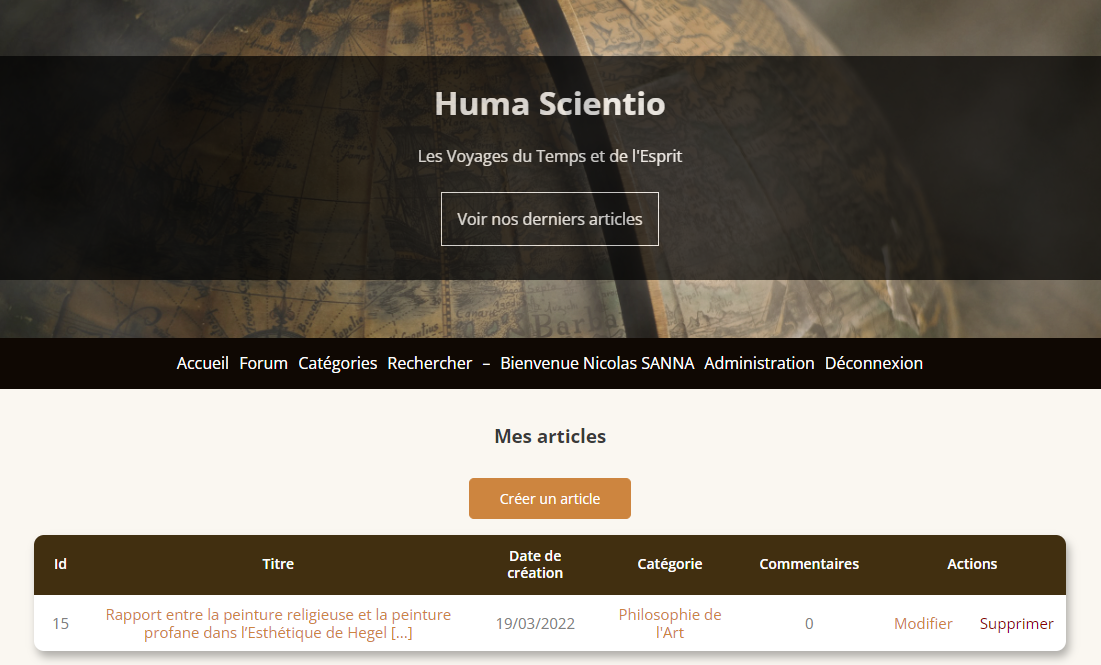 Huma Scientio
Les Voyages du Temps et de l'Esprit
Voir nos derniers articles
Barba
Accueil Forum Catégories Rechercher – Bienvenue Nicolas SANNA Administration Déconnexion
Mes articles
Créer un article
Id Titre Date de création Catégorie Commentaires Actions
15 Rapport entre la peinture religieuse et la peinture profane dans l’Esthétique de Hegel [...] 19/03/2022 Philosophie de l'Art 0 Modifier Supprimer